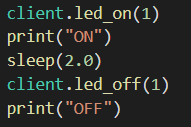 client.led_on(1)
print("ON")
sleep(2.0)
client.led_off(1)
print("OFF")